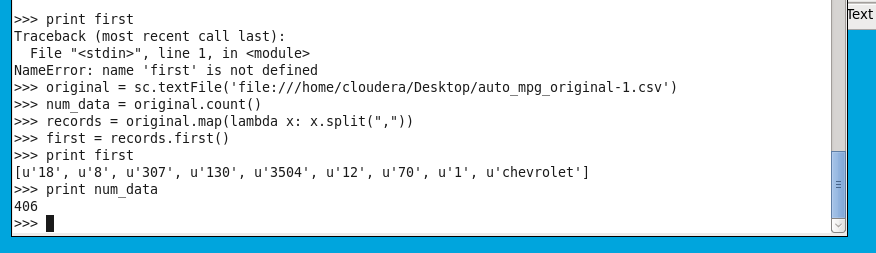 >>> print first
Text
Traceback (most recent call last):
  File "<stdin>", line 1, in <module>
NameError: name 'first' is not defined
>>> original = sc.textFile('file:///home/cloudera/Desktop/auto_mpg_original-1.csv')
>>> num_data = original.count()
>>> records = original.map(lambda x: x.split(","))
>>> first = records.first()
>>> print first
[u'18', u'8', u'307', u'130', u'3504', u'12', u'70', u'1', u'chevrolet']
>>> print num_data
406
>>>